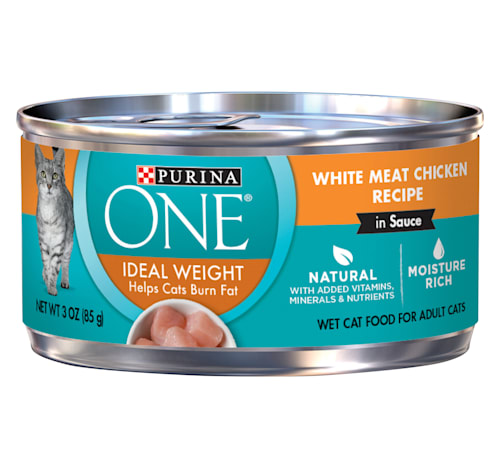 PURINA
ONE®
IDEAL WEIGHT
Helps Cats Burn Fat
NET WT 3 OZ (85 g)
WHITE MEAT CHICKEN
RECIPE
in Sauce
NATURAL
WITH ADDED VITAMINS,
MINERALS & NUTRIENTS
MOISTURE
RICH
WET CAT FOOD FOR ADULT CATS